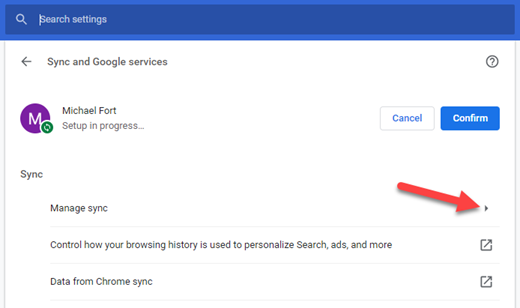 Search settings
Sync and Google services
M
Michael Fort
Setup in progress…
Cancel
Confirm
Sync
Manage sync
Control how your browsing history is used to personalize Search, ads, and more
Data from Chrome sync